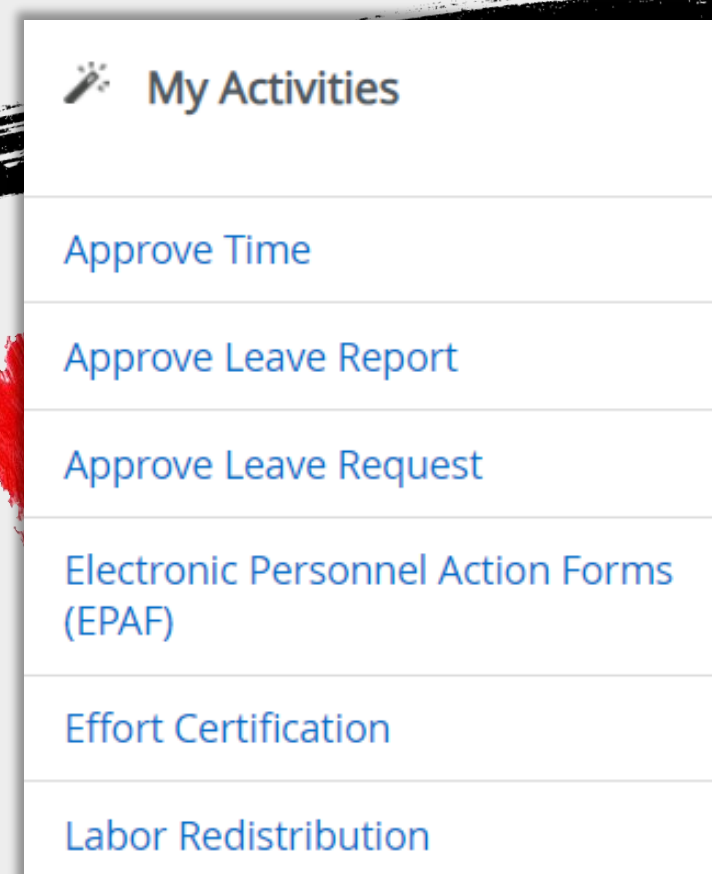 My Activities
Approve Time
Approve Leave Report
Approve Leave Request
Electronic Personnel Action Forms
(EPAF)
Effort Certification
Labor Redistribution